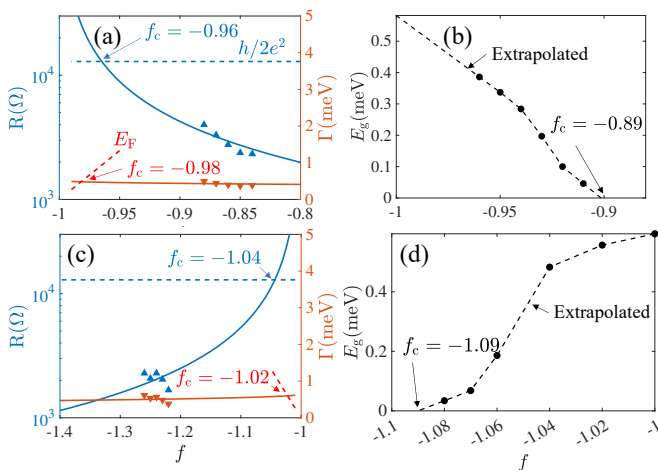 (a)
f_c = −0.96
h/2e²
E_F
f_c = −0.98
R(Ω)
10⁴
10³
-1
-0.95
-0.9
-0.85
-0.8
5
4
3
2
1
0
Γ(meV)
(b)
Extrapolated
f_c = −0.89
E_g(meV)
0.5
0.4
0.3
0.2
0.1
0
-1
-0.95
-0.9
(c)
f_c = −1.04
f_c = −1.02
R(Ω)
10⁴
10³
-1.4
-1.3
-1.2
-1.1
-1
f
5
4
3
2
1
0
Γ(meV)
(d)
Extrapolated
f_c = −1.09
E_g(meV)
0.4
0.2
0
-1.1
-1.08
-1.06
-1.04
-1.02
-1
f